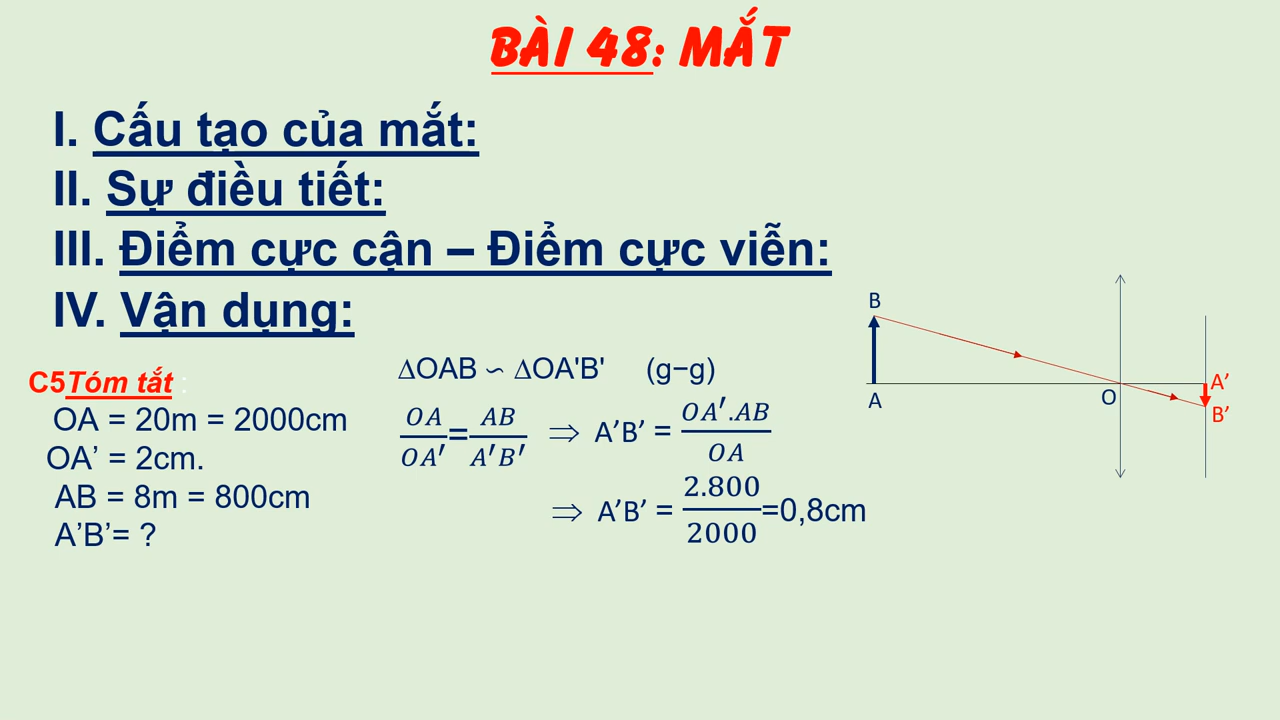 BÀI 48: MẮT
I. Cấu tạo của mắt:
II. Sự điều tiết:
III. Điểm cực cận – Điểm cực viễn:
IV. Vận dụng:
C5Tóm tắt :
OA = 20m = 2000cm
OA’ = 2cm.
AB = 8m = 800cm
A’B’= ?
∆OAB ∽ ∆OA'B' (g−g)
OA/OA′=AB/A′B′ ⇒ A’B’ = OA′.AB/OA
⇒ A’B’ = 2.800/2000=0,8cm
B
A
O
A’
B’